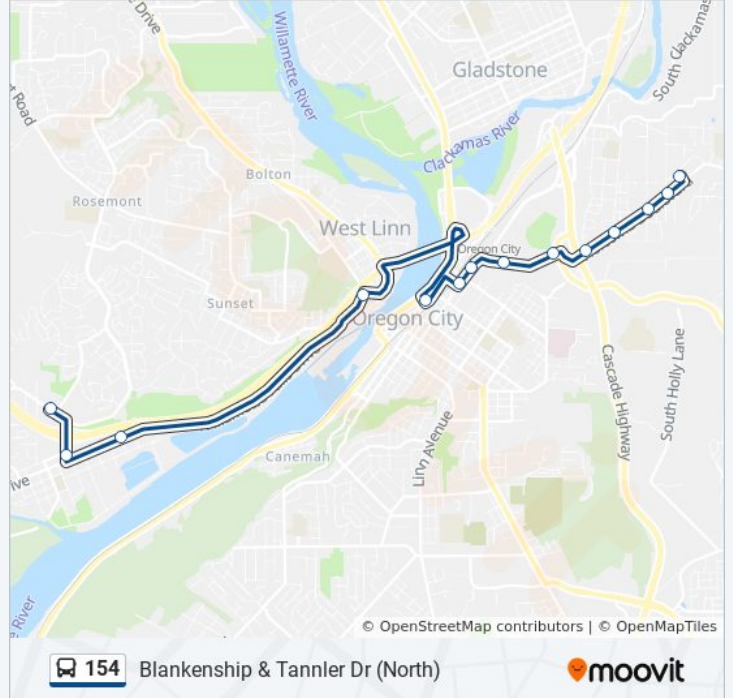 e Drive
Willamette River
Gladstone
South Clackamas
t Road
Clackamas River
Bolton
Rosemont
West Linn
Oregon City
Sunset
Oregon City
Cascade Highway
South Holly Lane
Linn Avenue
Canemah
ive
e River
© OpenStreetMap contributors | © OpenMapTiles
154 Blankenship & Tannler Dr (North)
moovit